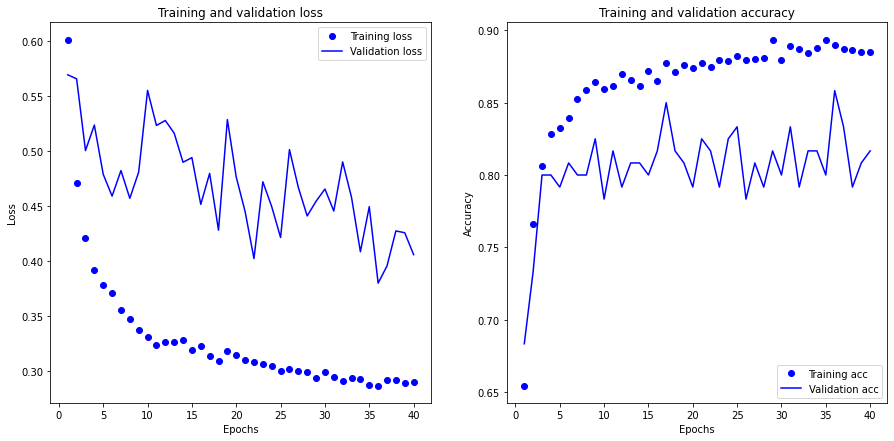 Training and validation loss
0.60
0.55
0.50
0.45
0.40
0.35
0.30
Loss
Training loss
Validation loss
0 5 10 15 20 25 30 35 40
Epochs
Training and validation accuracy
0.90
0.85
0.80
0.75
0.70
0.65
Accuracy
Training acc
Validation acc
0 5 10 15 20 25 30 35 40
Epochs